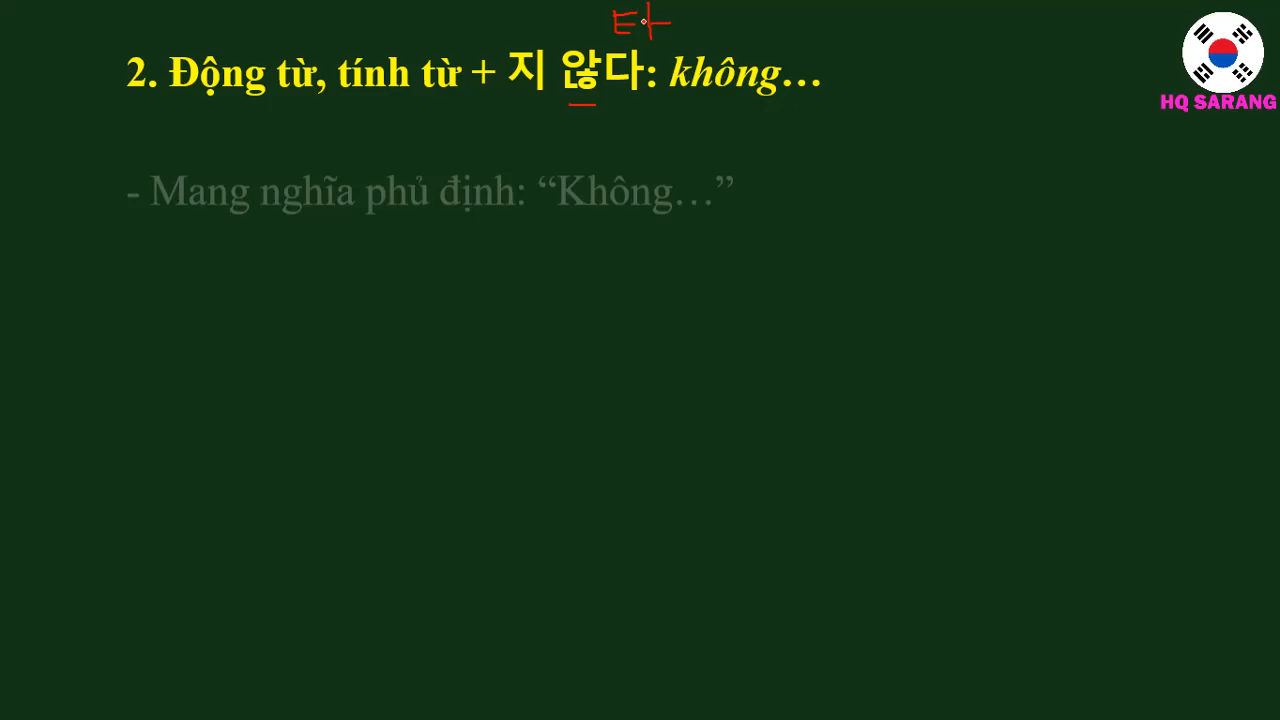 타
2. Động từ, tính từ + 지 않다: không…
HQ SARANG
- Mang nghĩa phủ định: “Không…”